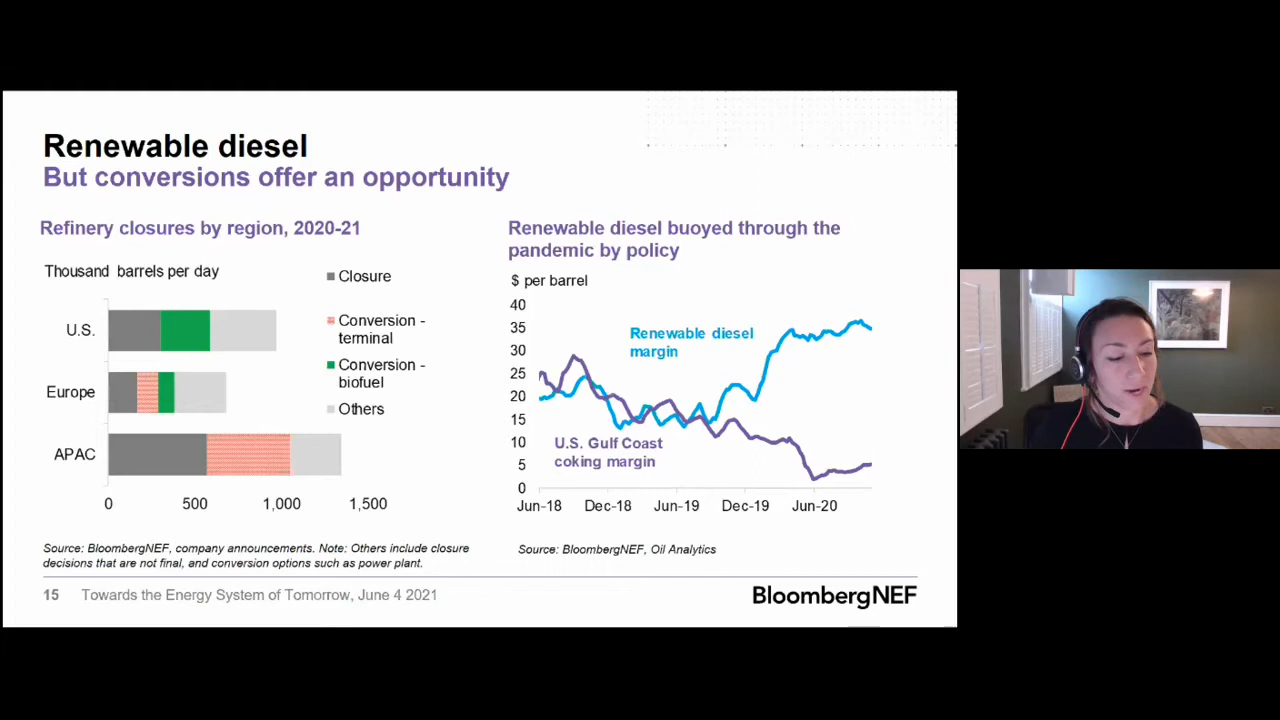 Renewable diesel
But conversions offer an opportunity
Refinery closures by region, 2020-21
Thousand barrels per day
Closure
Conversion -
terminal
Conversion -
biofuel
Others
U.S.
Europe
APAC
0 500 1,000 1,500
Source: BloombergNEF, company announcements. Note: Others include closure
decisions that are not final, and conversion options such as power plant.
Renewable diesel buoyed through the
pandemic by policy
$ per barrel
40
35
30
25
20
15
10
5
0
Renewable diesel
margin
U.S. Gulf Coast
coking margin
Jun-18 Dec-18 Jun-19 Dec-19 Jun-20
Source: BloombergNEF, Oil Analytics
15 Towards the Energy System of Tomorrow, June 4 2021
BloombergNEF